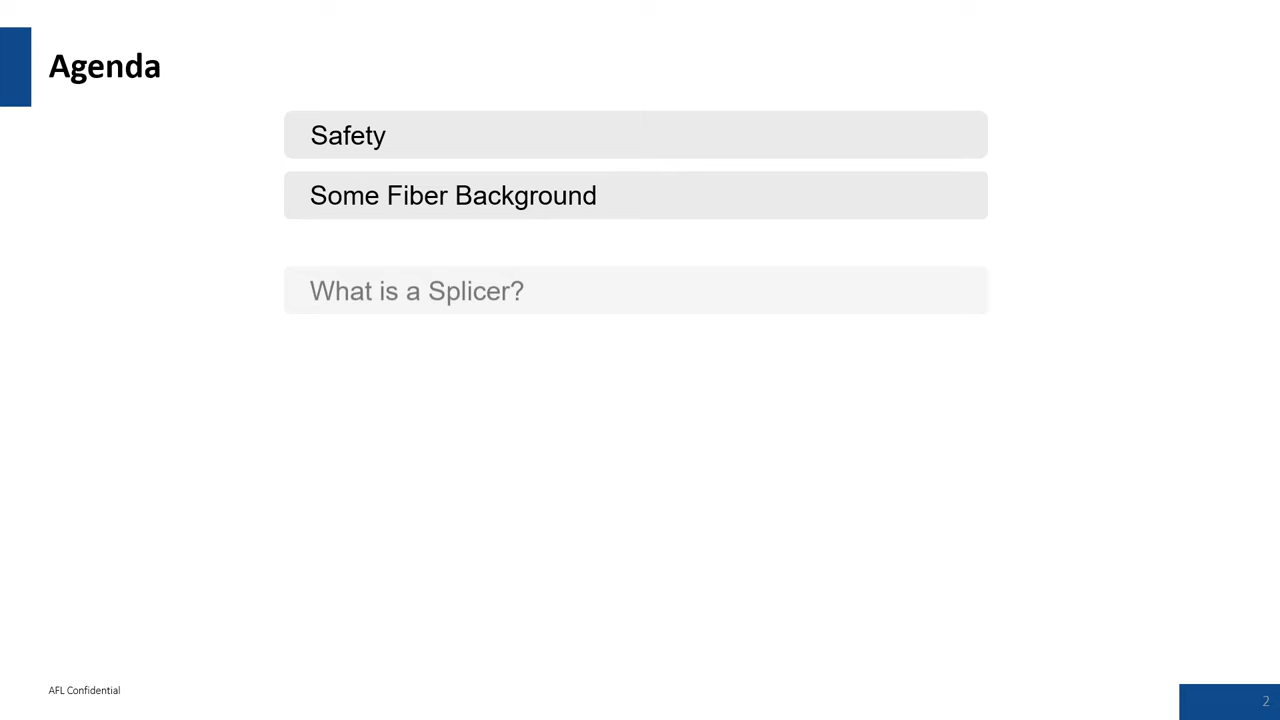 Agenda
Safety
Some Fiber Background
What is a Splicer?
AFL Confidential
2